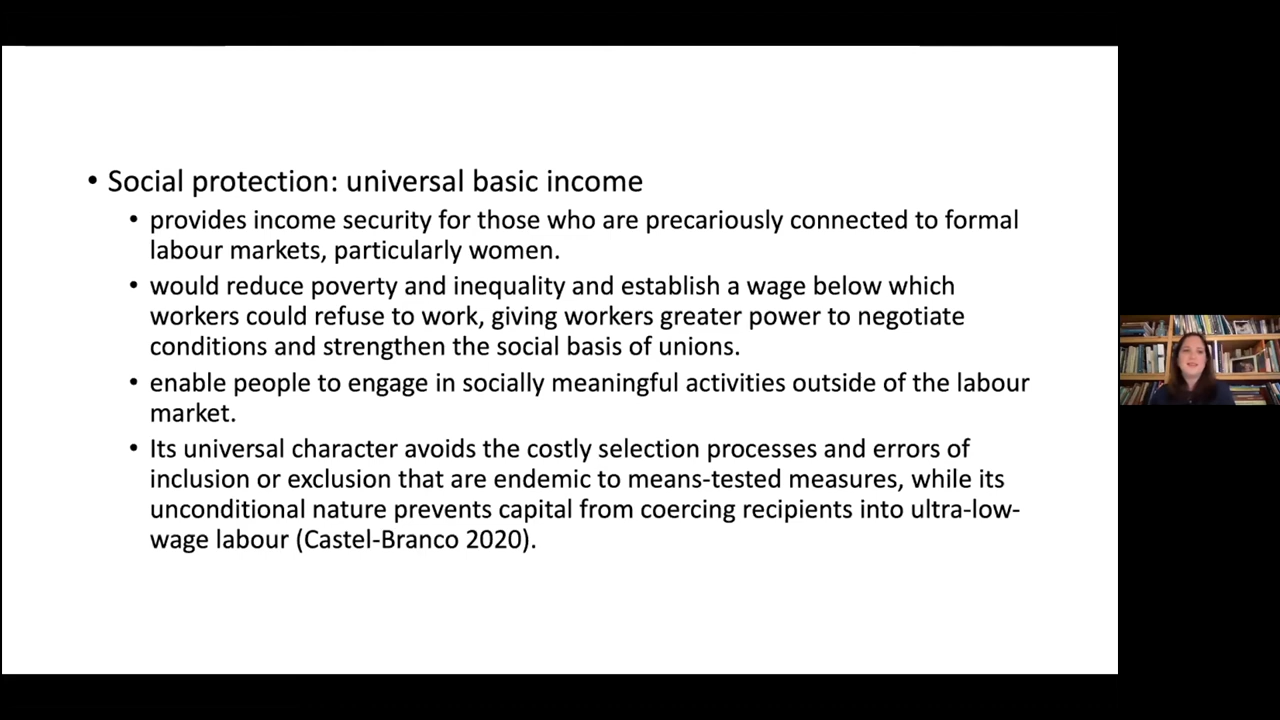 • Social protection: universal basic income
• provides income security for those who are precariously connected to formal
labour markets, particularly women.
• would reduce poverty and inequality and establish a wage below which
workers could refuse to work, giving workers greater power to negotiate
conditions and strengthen the social basis of unions.
• enable people to engage in socially meaningful activities outside of the labour
market.
• Its universal character avoids the costly selection processes and errors of
inclusion or exclusion that are endemic to means-tested measures, while its
unconditional nature prevents capital from coercing recipients into ultra-low-
wage labour (Castel-Branco 2020).